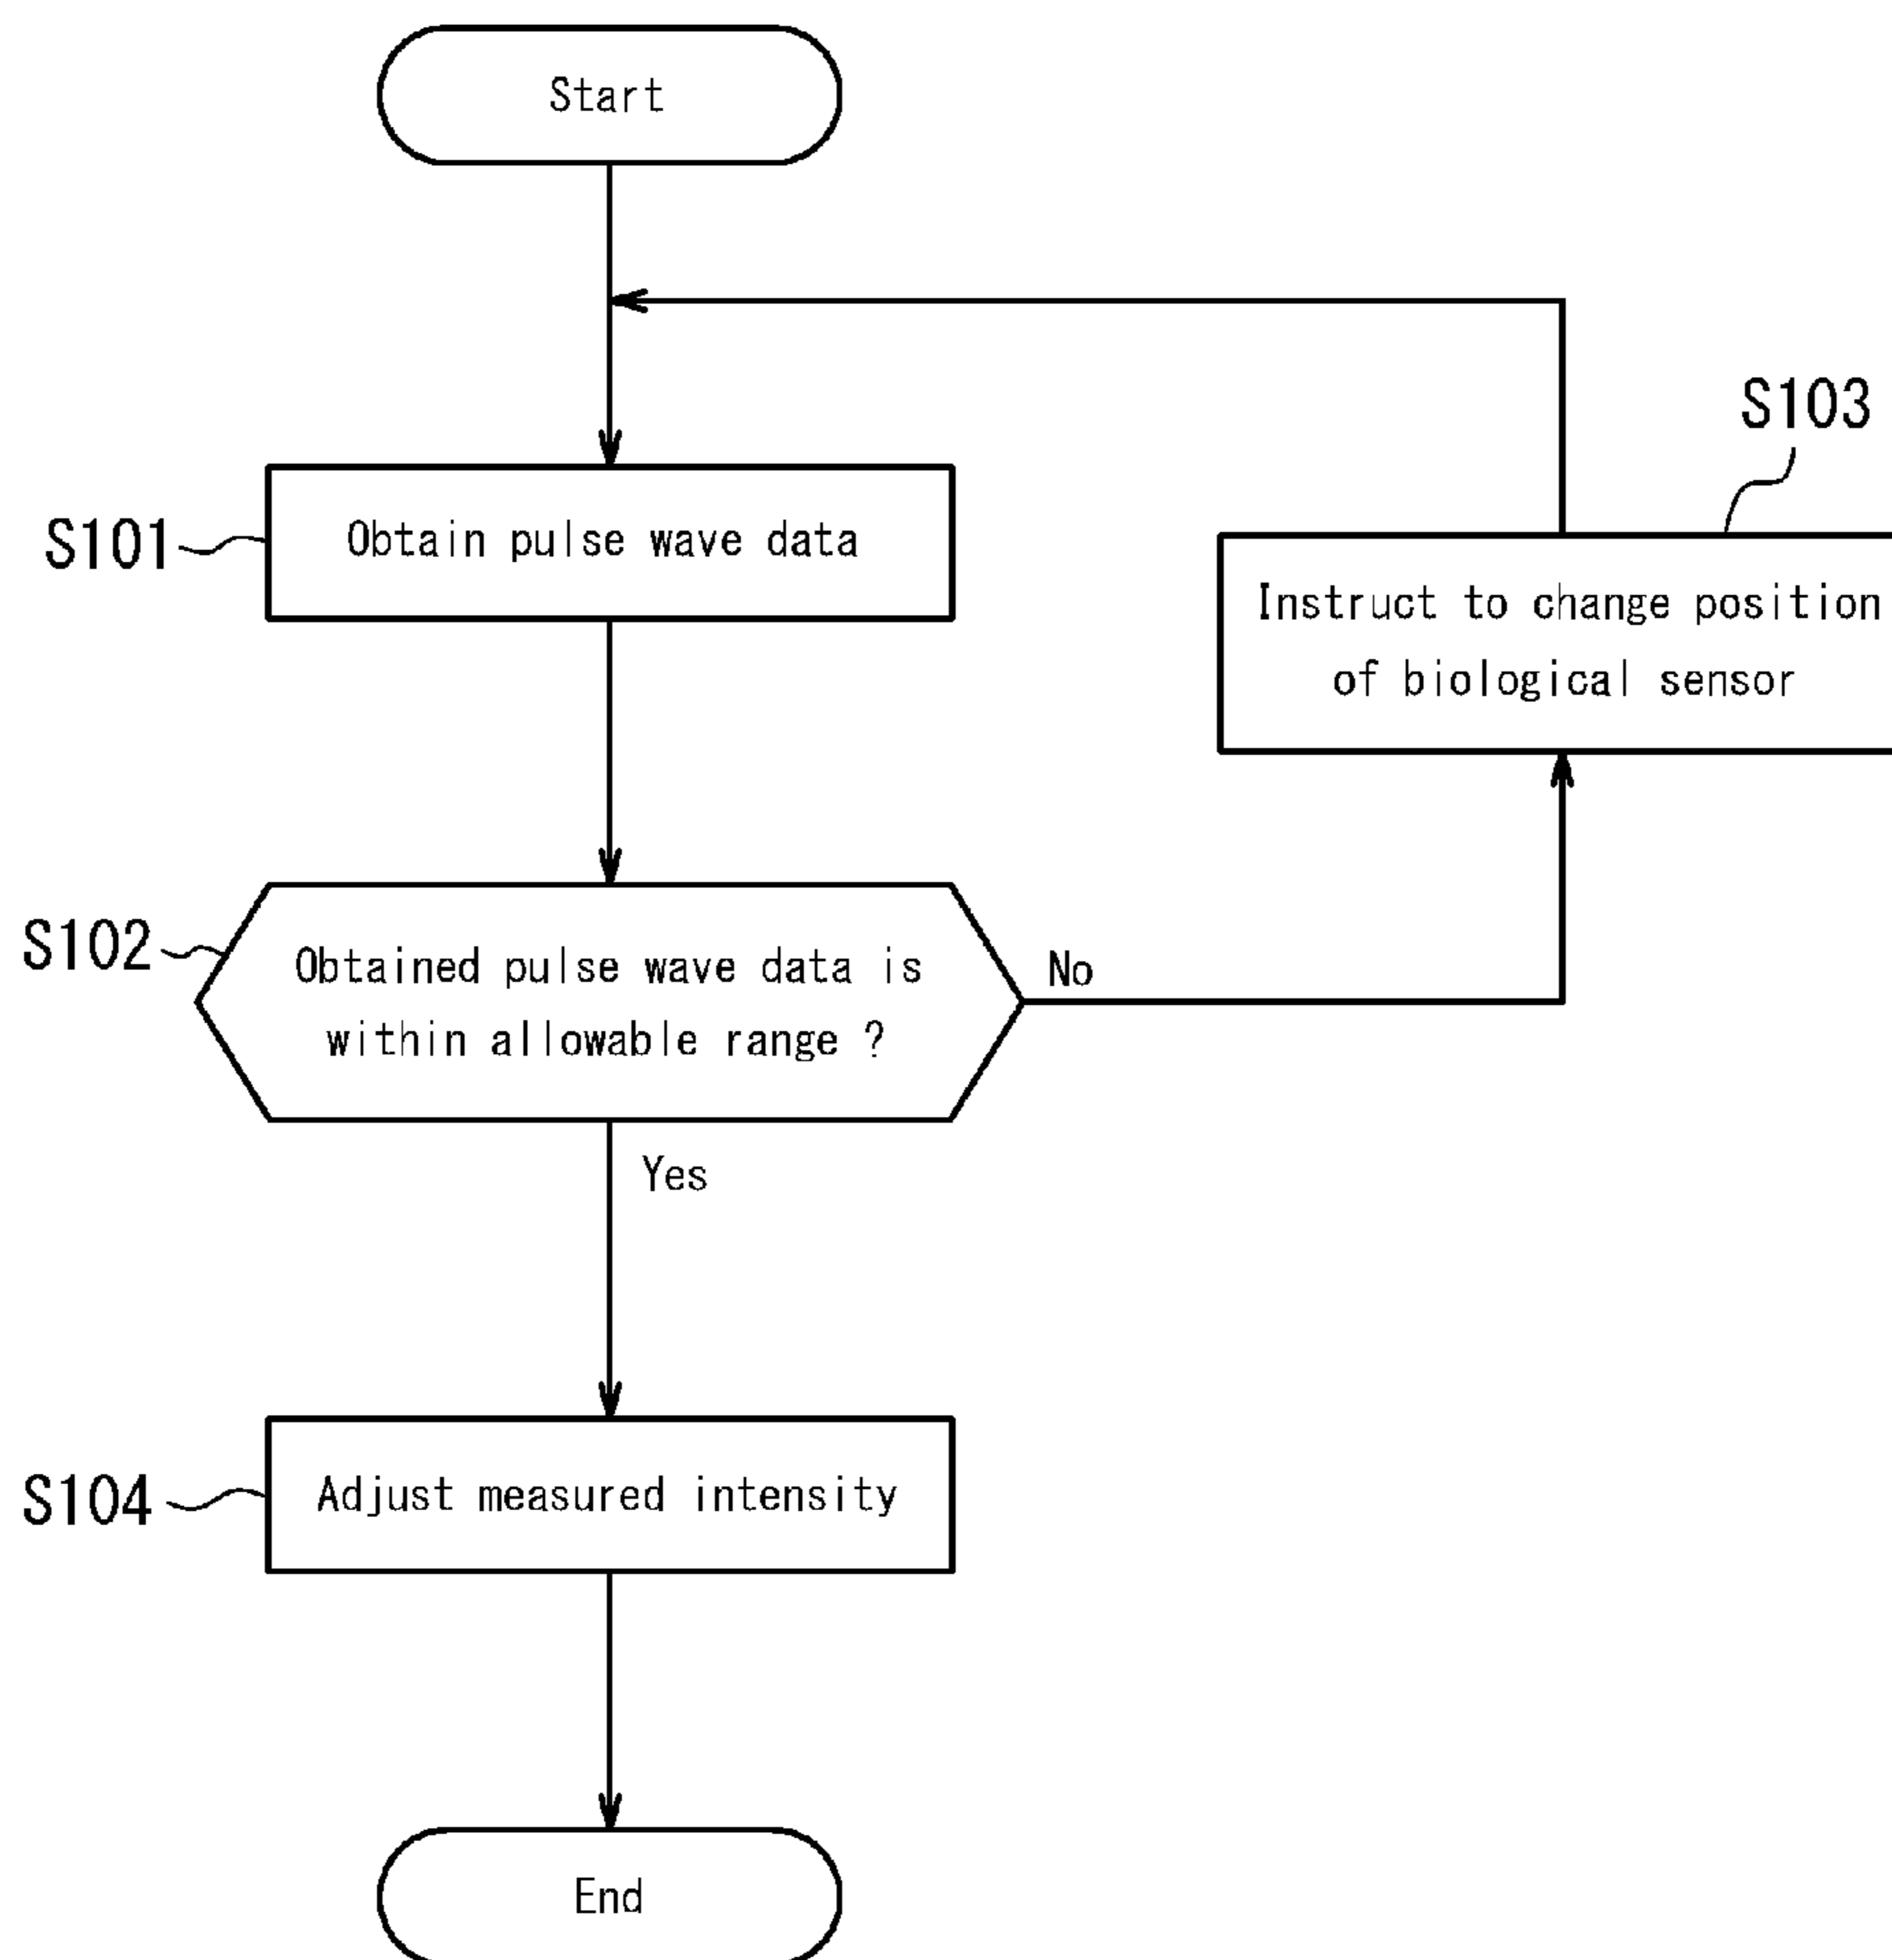 Start
S103
S101
Obtain pulse wave data
Instruct to change position
of biological sensor
S102
Obtained pulse wave data is
within allowable range ?
No
Yes
S104
Adjust measured intensity
End